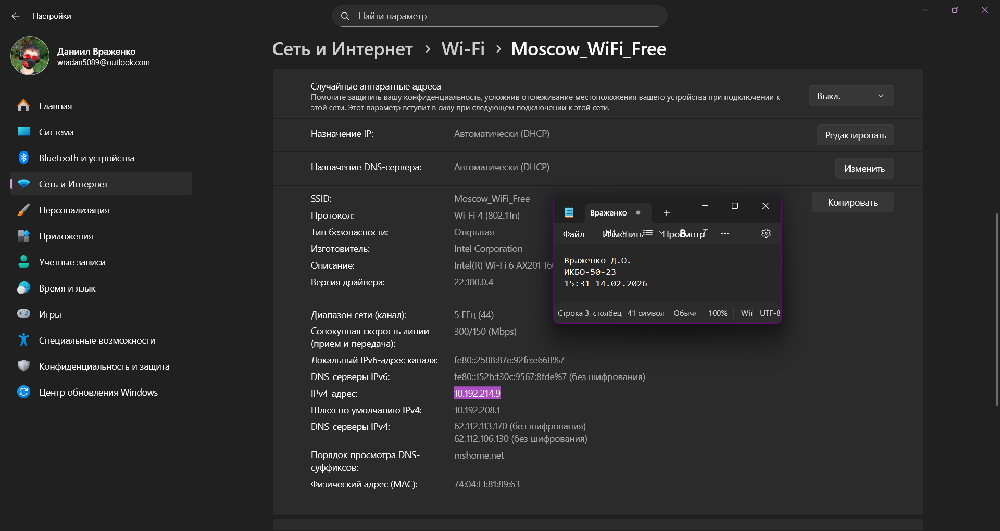 Настройки
Найти параметр
Даниил Враженко
wradan5089@outlook.com
Главная
Система
Bluetooth и устройства
Сеть и Интернет
Персонализация
Приложения
Учетные записи
Время и язык
Игры
Специальные возможности
Конфиденциальность и защита
Центр обновления Windows
Сеть и Интернет > Wi-Fi > Moscow_WiFi_Free
Случайные аппаратные адреса
Помогите защитить вашу конфиденциальность, усложнив отслеживание местоположения вашего устройства при подключении к
этой сети. Этот параметр вступит в силу при следующем подключении к этой сети.
Выкл.
Назначение IP: Автоматически (DHCP)
Редактировать
Назначение DNS-сервера: Автоматически (DHCP)
Изменить
SSID: Moscow_WiFi_Free
Копировать
Протокол: Wi-Fi 4 (802.11n)
Тип безопасности: Открытая
Изготовитель: Intel Corporation
Описание: Intel(R) Wi-Fi 6 AX201 16
Версия драйвера: 22.180.0.4
Диапазон сети (канал): 5 ГГц (44)
Совокупная скорость линии
(прием и передача): 300/150 (Mbps)
Локальный IPv6-адрес канала: fe80::2588:87e:92fe:e668%7
DNS-серверы IPv6: fe80::152b:f30c:9567:8fde%7 (без шифрования)
IPv4-адрес: 10.192.214.9
Шлюз по умолчанию IPv4: 10.192.208.1
DNS-серверы IPv4: 62.112.113.170 (без шифрования)
62.112.106.130 (без шифрования)
Порядок просмотра DNS-
суффиксов: mshome.net
Физический адрес (MAC): 74:04:F1:81:89:63
Враженко
Файл Изменить Просмотр
Враженко Д.О.
ИКБО-50-23
15:31 14.02.2026
Строка 3, столбец 41 символ Обычн 100% Wi UTF-8